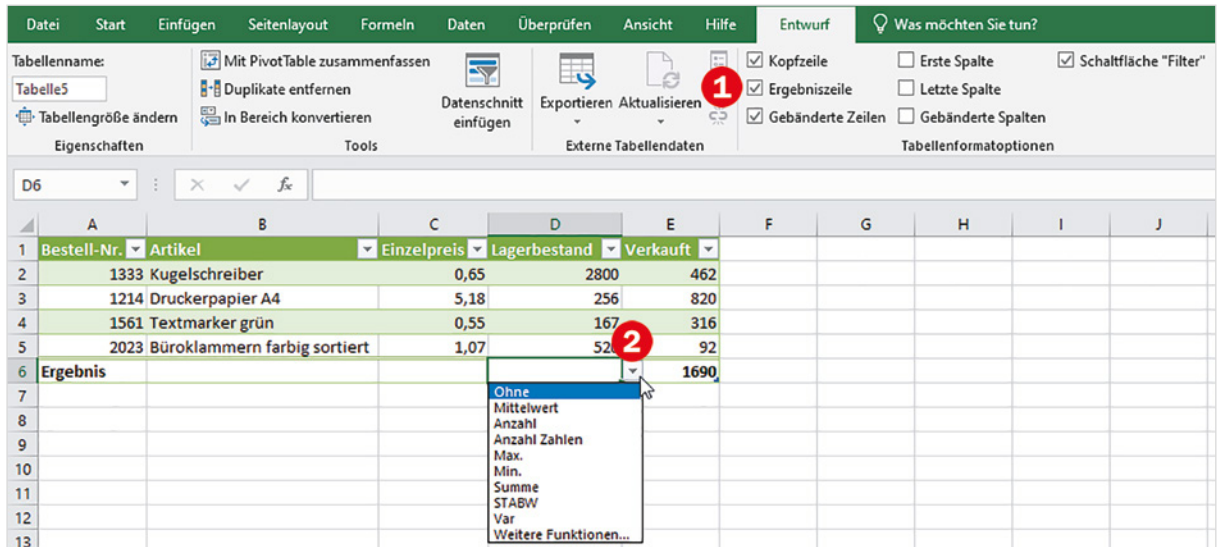 Datei Start Einfügen Seitenlayout Formeln Daten Überprüfen Ansicht Hilfe Entwurf Was möchten Sie tun?
Tabellenname:
Tabelle5
Tabellengröße ändern
Eigenschaften
Mit PivotTable zusammenfassen
Duplikate entfernen
In Bereich konvertieren
Tools
Datenschnitt
einfügen
Exportieren Aktualisieren
Externe Tabellendaten
1
Kopfzeile
Ergebniszeile
Gebänderte Zeilen
Erste Spalte
Letzte Spalte
Gebänderte Spalten
Schaltfläche "Filter"
Tabellenformatoptionen
D6 fx
A B C D E F G H I J
1 Bestell-Nr. Artikel Einzelpreis Lagerbestand Verkauft
2 1333 Kugelschreiber 0,65 2800 462
3 1214 Druckerpapier A4 5,18 256 820
4 1561 Textmarker grün 0,55 167 316
5 2023 Büroklammern farbig sortiert 1,07 92
2
6 Ergebnis 1690
7
8
9
10
11
12
13
Ohne
Mittelwert
Anzahl
Anzahl Zahlen
Max.
Min.
Summe
STABW
Var
Weitere Funktionen...